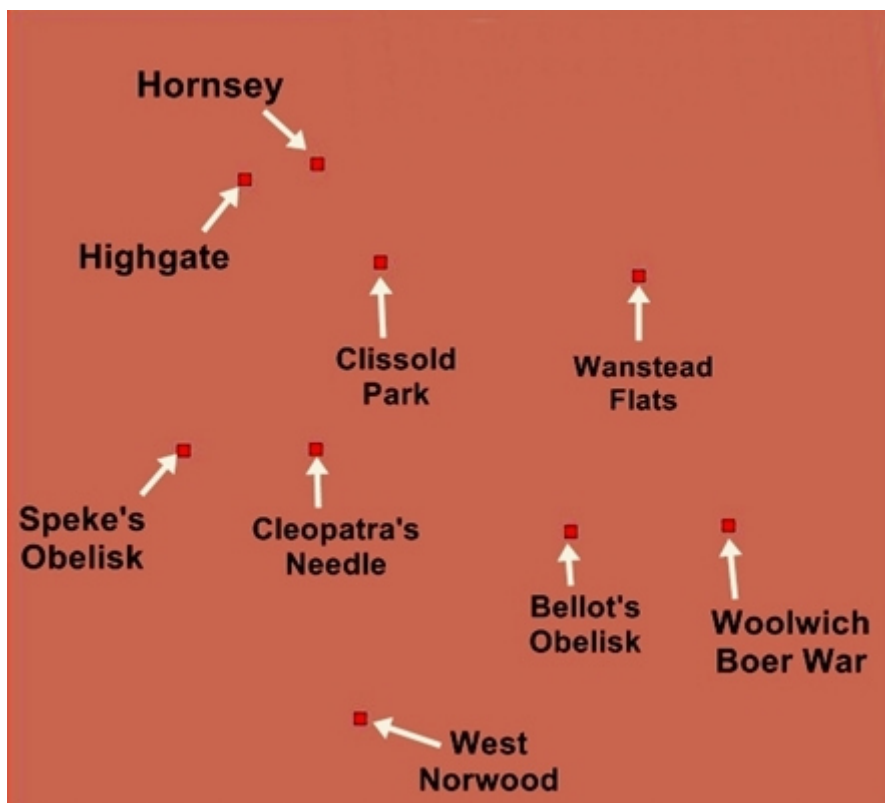 Hornsey
Highgate
Clissold
Park
Wanstead
Flats
Speke's
Obelisk
Cleopatra's
Needle
Bellot's
Obelisk
Woolwich
Boer War
West
Norwood